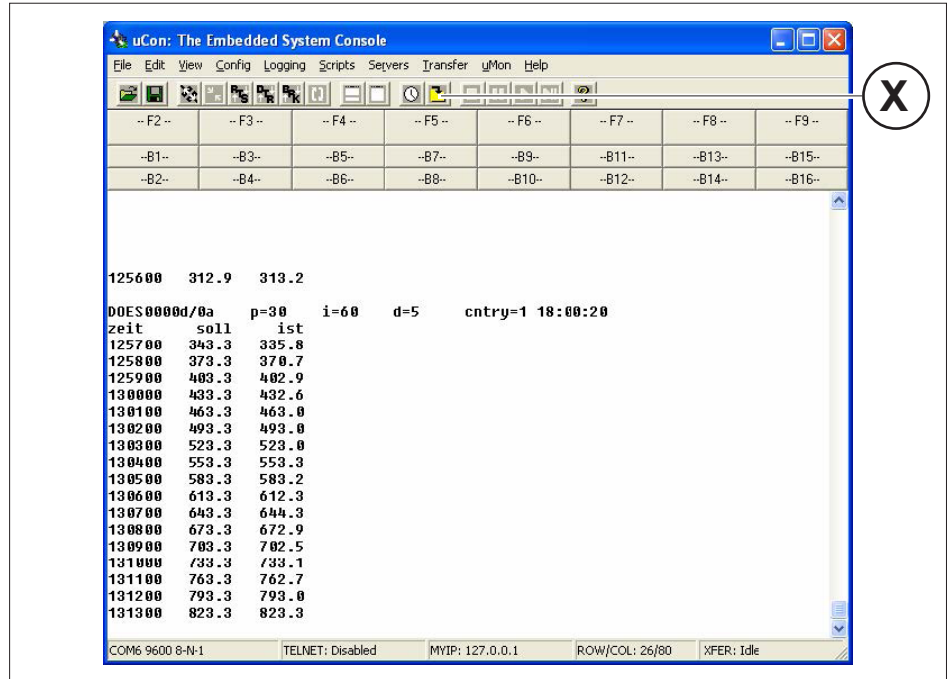 uCon: The Embedded System Console
File Edit View Config Logging Scripts Servers Transfer uMon Help
RTS DTR BRK
X
-- F2 -- -- F3 -- -- F4 -- -- F5 -- -- F6 -- -- F7 -- -- F8 -- -- F9 --
--B1-- --B3-- --B5-- --B7-- --B9-- --B11-- --B13-- --B15--
--B2-- --B4-- --B6-- --B8-- --B10-- --B12-- --B14-- --B16--
125600 312.9 313.2
DOES0000d/0a p=30 i=60 d=5 cntry=1 18:00:20
zeit soll ist
125700 343.3 335.8
125800 373.3 370.7
125900 403.3 402.9
130000 433.3 432.6
130100 463.3 463.0
130200 493.3 493.0
130300 523.3 523.0
130400 553.3 553.3
130500 583.3 583.2
130600 613.3 612.3
130700 643.3 644.3
130800 673.3 672.9
130900 703.3 702.5
131000 733.3 733.1
131100 763.3 762.7
131200 793.3 793.0
131300 823.3 823.3
COM6 9600 8-N-1 TELNET: Disabled MYIP: 127.0.0.1 ROW/COL: 26/80 XFER: Idle